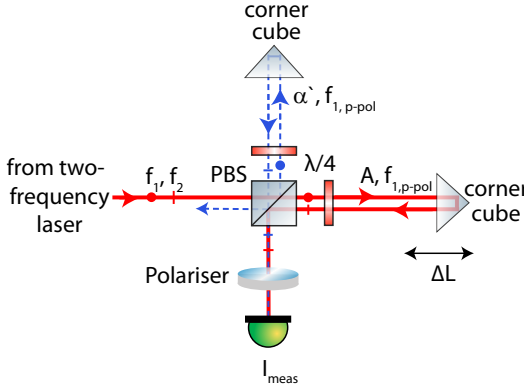 corner
cube
α`, f1, p-pol
from two-
frequency
laser
f1, f2
PBS
λ/4
A, f1,p-pol
corner
cube
ΔL
Polariser
Imeas